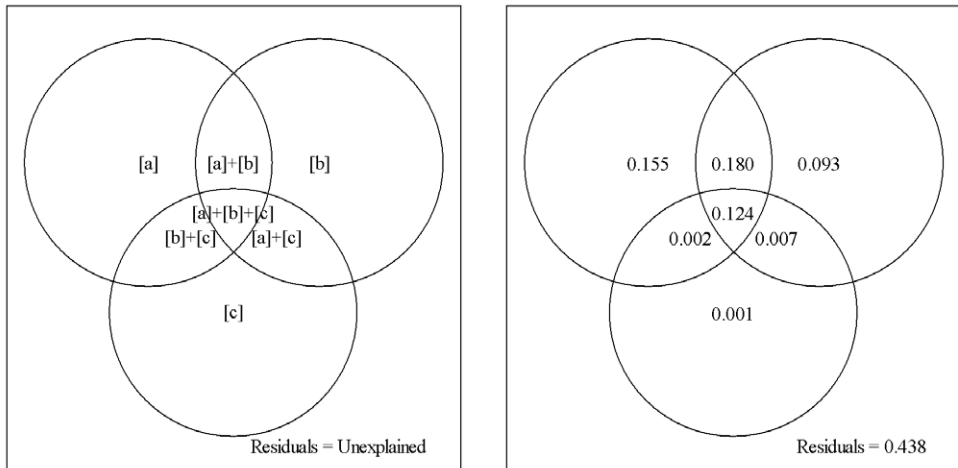 [a] [a]+[b] [b]
[a]+[b]+[c]
[b]+[c] [a]+[c]
[c]
Residuals = Unexplained
0.155 0.180 0.093
0.124
0.002 0.007
0.001
Residuals = 0.438